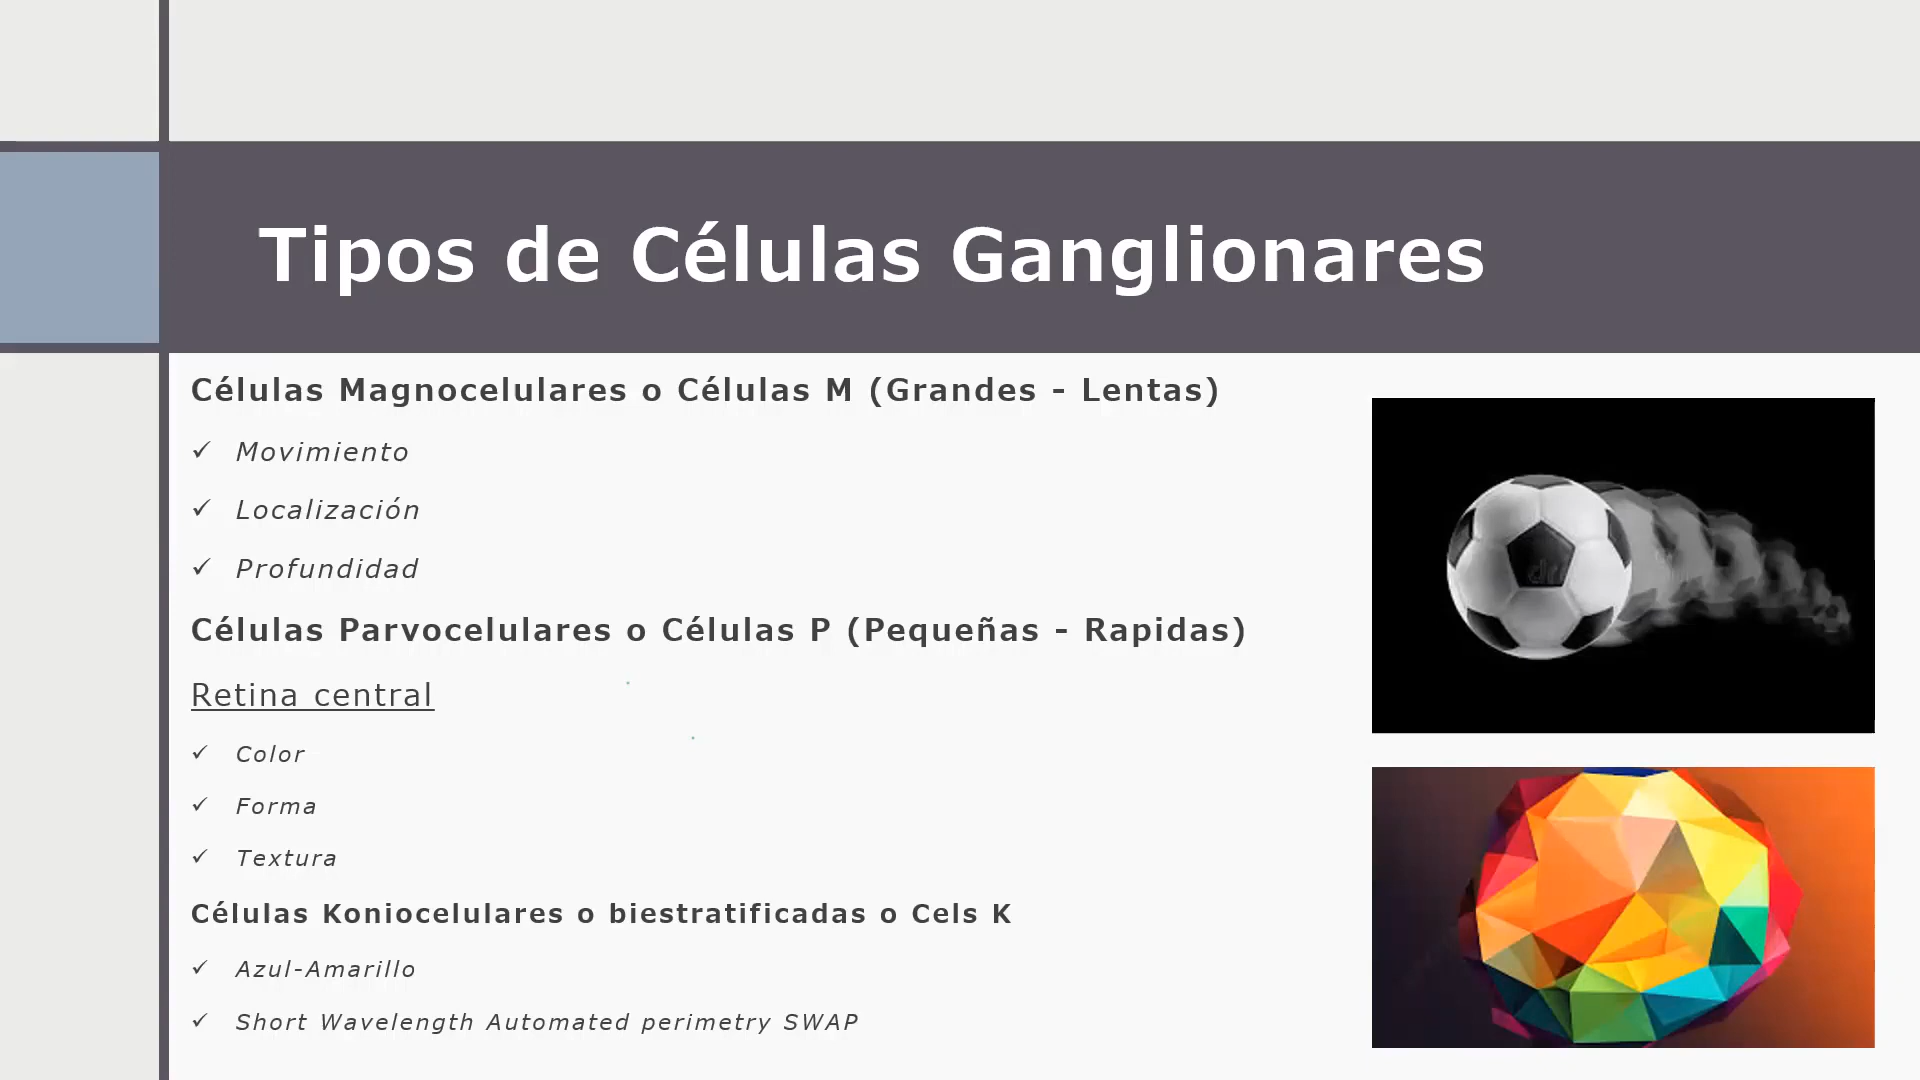 Tipos de Células Ganglionares
Células Magnocelulares o Células M (Grandes - Lentas)
✓ Movimiento
✓ Localización
✓ Profundidad
Células Parvocelulares o Células P (Pequeñas - Rapidas)
Retina central
✓ Color
✓ Forma
✓ Textura
Células Koniocelulares o biestratificadas o Cels K
✓ Azul-Amarillo
✓ Short Wavelength Automated perimetry SWAP